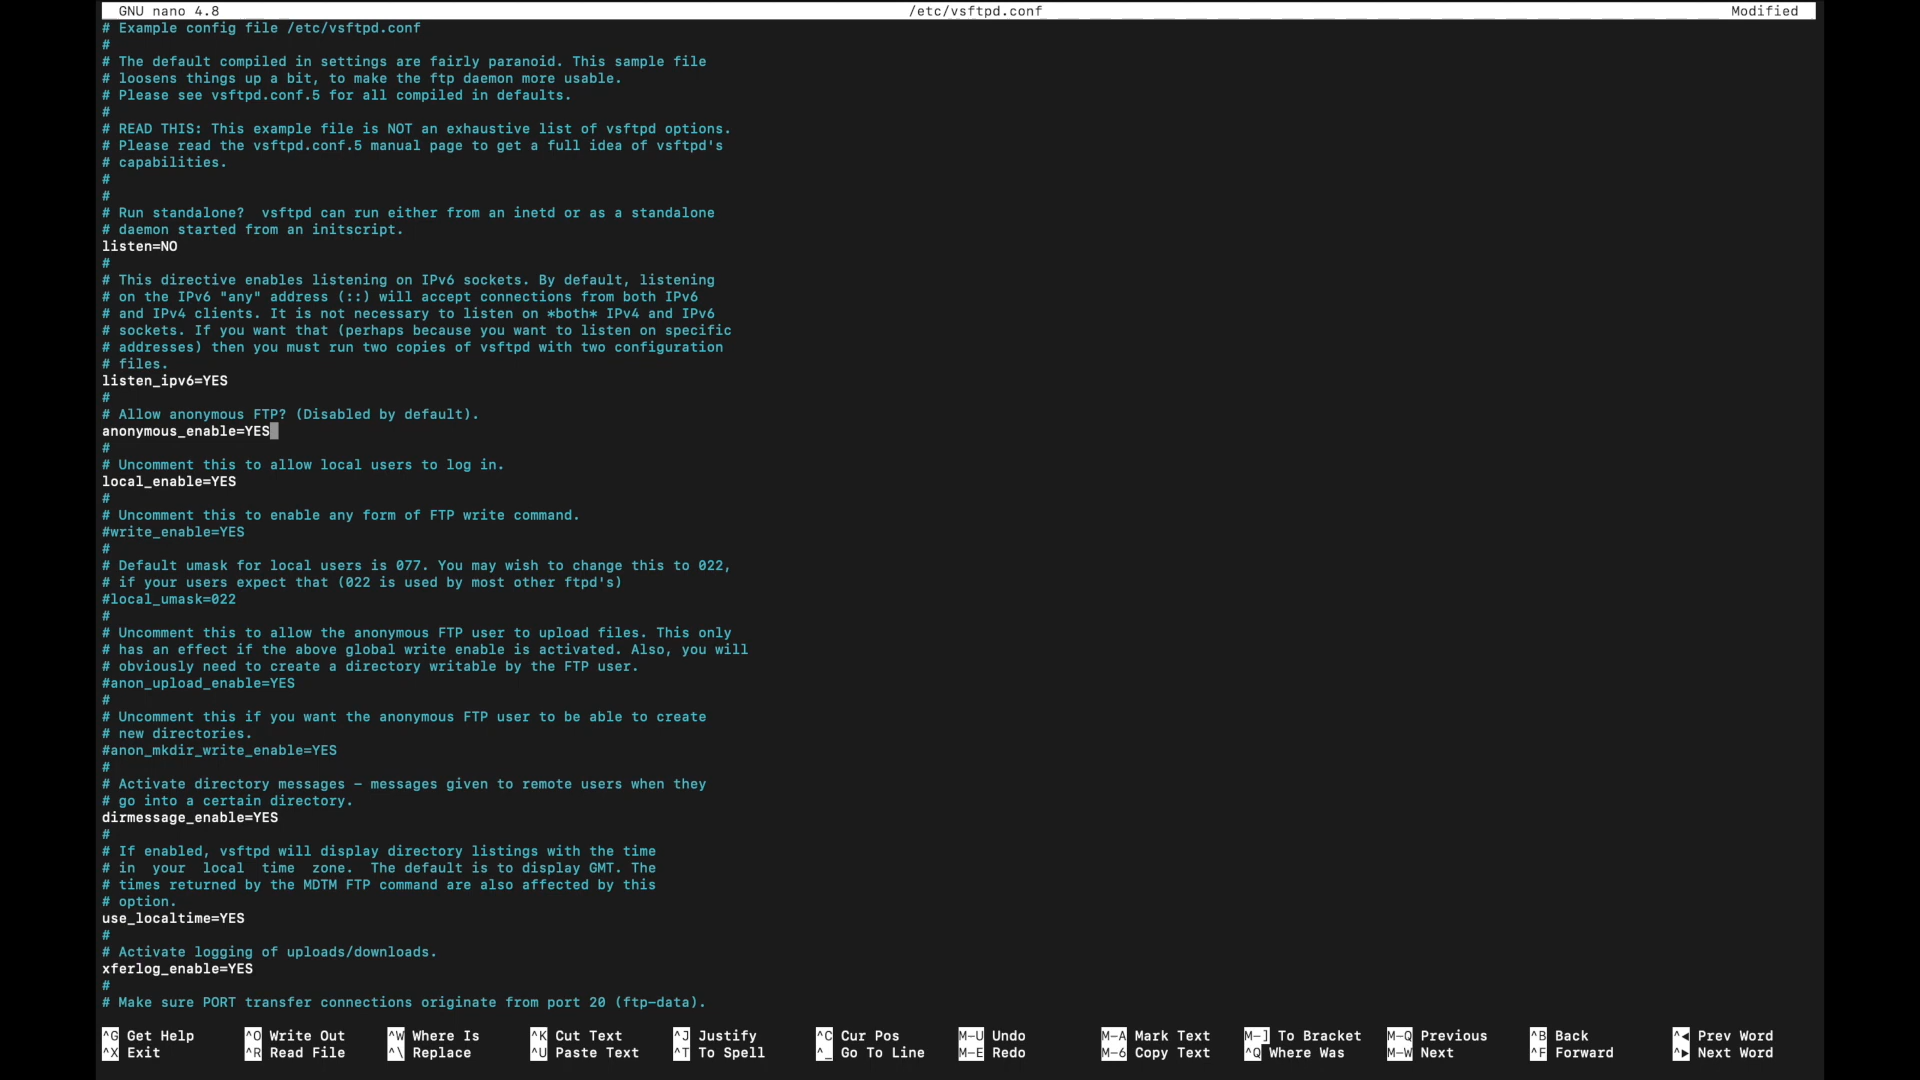 GNU nano 4.8 /etc/vsftpd.conf Modified
# Example config file /etc/vsftpd.conf
#
# The default compiled in settings are fairly paranoid. This sample file
# loosens things up a bit, to make the ftp daemon more usable.
# Please see vsftpd.conf.5 for all compiled in defaults.
#
# READ THIS: This example file is NOT an exhaustive list of vsftpd options.
# Please read the vsftpd.conf.5 manual page to get a full idea of vsftpd's
# capabilities.
#
#
# Run standalone?  vsftpd can run either from an inetd or as a standalone
# daemon started from an initscript.
listen=NO
#
# This directive enables listening on IPv6 sockets. By default, listening
# on the IPv6 "any" address (::) will accept connections from both IPv6
# and IPv4 clients. It is not necessary to listen on *both* IPv4 and IPv6
# sockets. If you want that (perhaps because you want to listen on specific
# addresses) then you must run two copies of vsftpd with two configuration
# files.
listen_ipv6=YES
#
# Allow anonymous FTP? (Disabled by default).
anonymous_enable=YES
#
# Uncomment this to allow local users to log in.
local_enable=YES
#
# Uncomment this to enable any form of FTP write command.
#write_enable=YES
#
# Default umask for local users is 077. You may wish to change this to 022,
# if your users expect that (022 is used by most other ftpd's)
#local_umask=022
#
# Uncomment this to allow the anonymous FTP user to upload files. This only
# has an effect if the above global write enable is activated. Also, you will
# obviously need to create a directory writable by the FTP user.
#anon_upload_enable=YES
#
# Uncomment this if you want the anonymous FTP user to be able to create
# new directories.
#anon_mkdir_write_enable=YES
#
# Activate directory messages - messages given to remote users when they
# go into a certain directory.
dirmessage_enable=YES
#
# If enabled, vsftpd will display directory listings with the time
# in  your  local  time  zone.  The default is to display GMT. The
# times returned by the MDTM FTP command are also affected by this
# option.
use_localtime=YES
#
# Activate logging of uploads/downloads.
xferlog_enable=YES
#
# Make sure PORT transfer connections originate from port 20 (ftp-data).
^G Get Help ^O Write Out ^W Where Is ^K Cut Text ^J Justify ^C Cur Pos M-U Undo M-A Mark Text M-] To Bracket M-Q Previous ^B Back ^◀ Prev Word
^X Exit ^R Read File ^\ Replace ^U Paste Text ^T To Spell ^_ Go To Line M-E Redo M-6 Copy Text ^Q Where Was M-W Next ^F Forward ^▶ Next Word